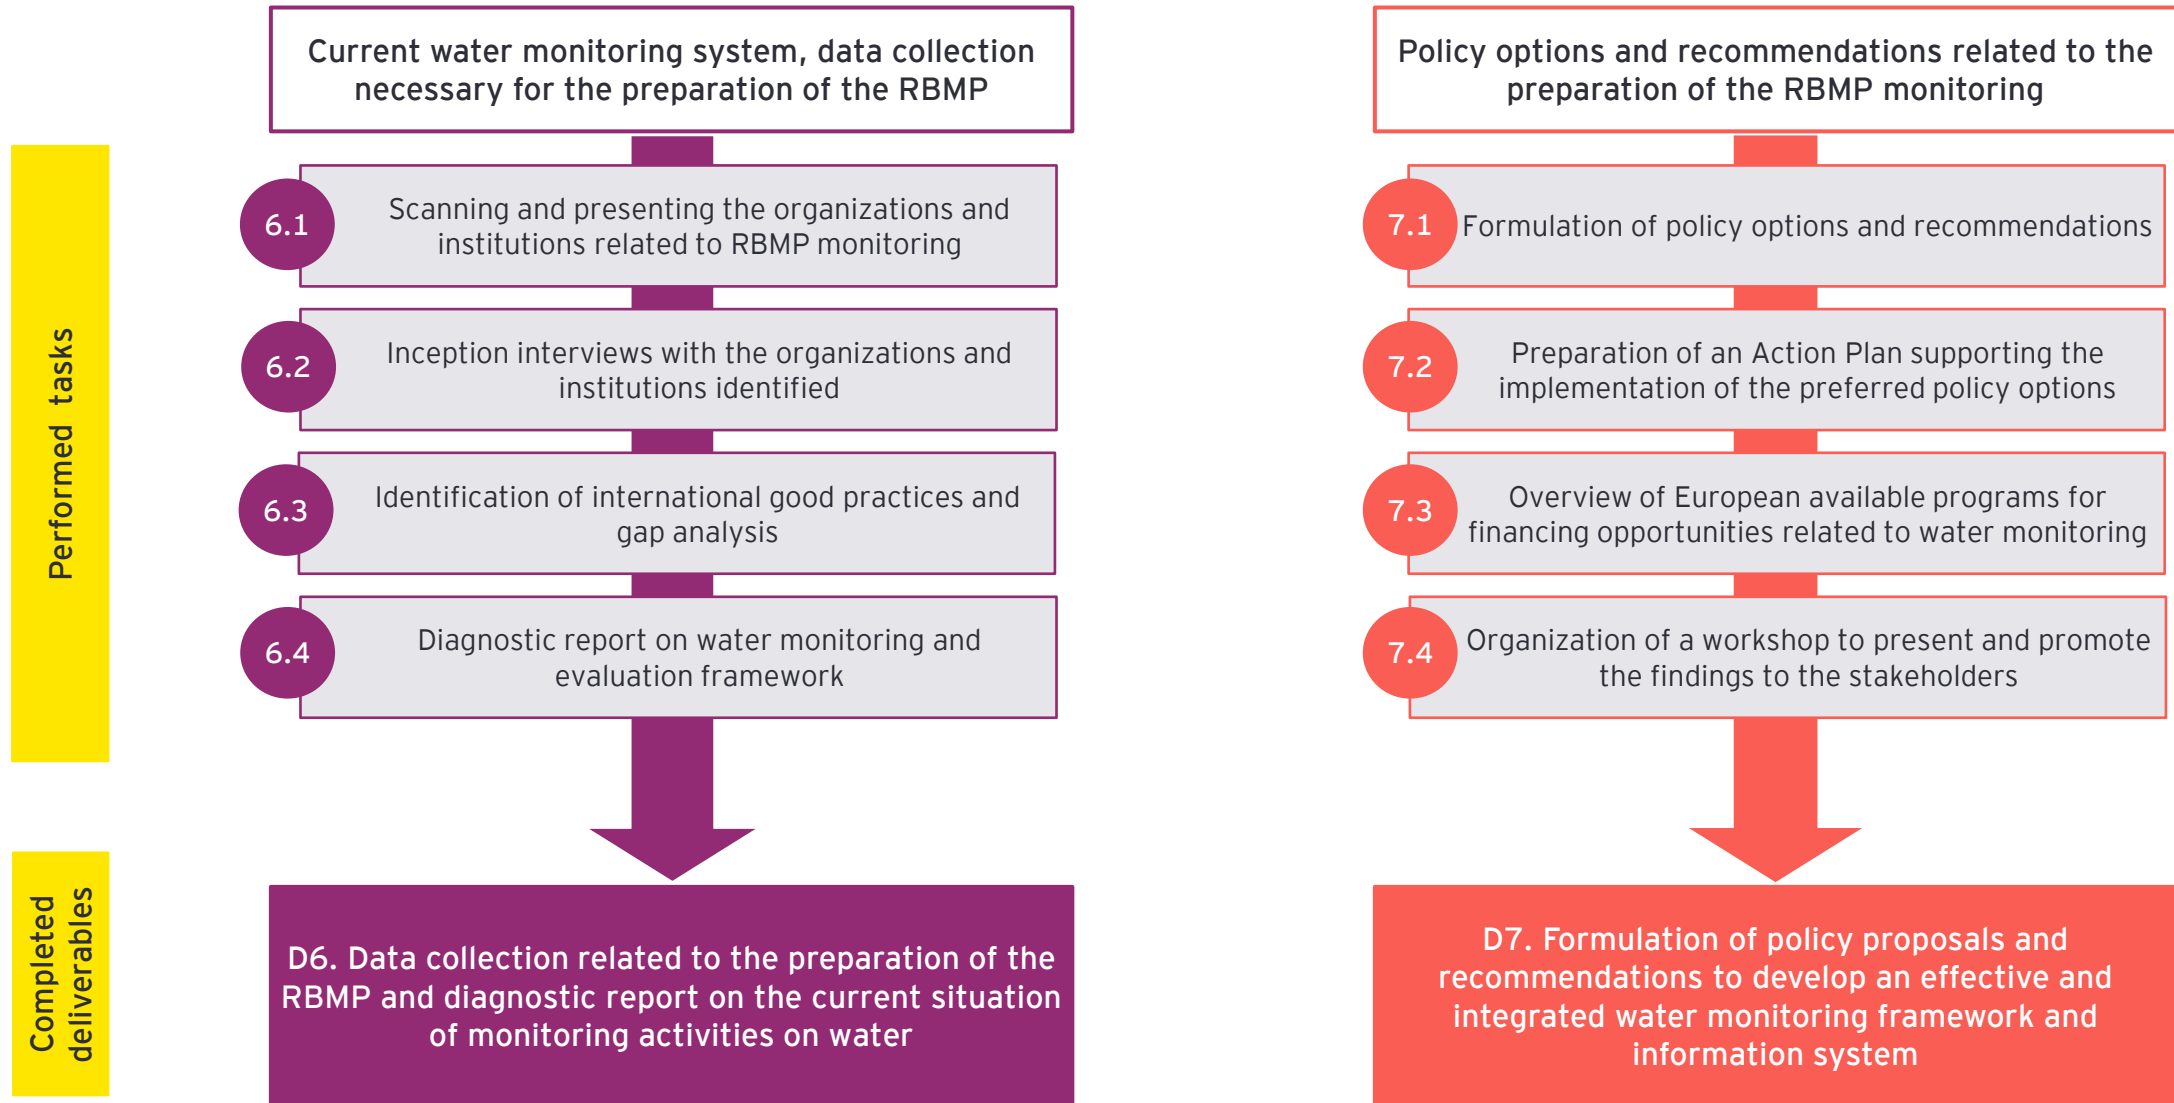 Current water monitoring system, data collection
necessary for the preparation of the RBMP
Policy options and recommendations related to the
preparation of the RBMP monitoring
Performed tasks
6.1
Scanning and presenting the organizations and
institutions related to RBMP monitoring
6.2
Inception interviews with the organizations and
institutions identified
6.3
Identification of international good practices and
gap analysis
6.4
Diagnostic report on water monitoring and
evaluation framework
7.1
Formulation of policy options and recommendations
7.2
Preparation of an Action Plan supporting the
implementation of the preferred policy options
7.3
Overview of European available programs for
financing opportunities related to water monitoring
7.4
Organization of a workshop to present and promote
the findings to the stakeholders
Completed
deliverables
D6. Data collection related to the preparation of the
RBMP and diagnostic report on the current situation
of monitoring activities on water
D7. Formulation of policy proposals and
recommendations to develop an effective and
integrated water monitoring framework and
information system